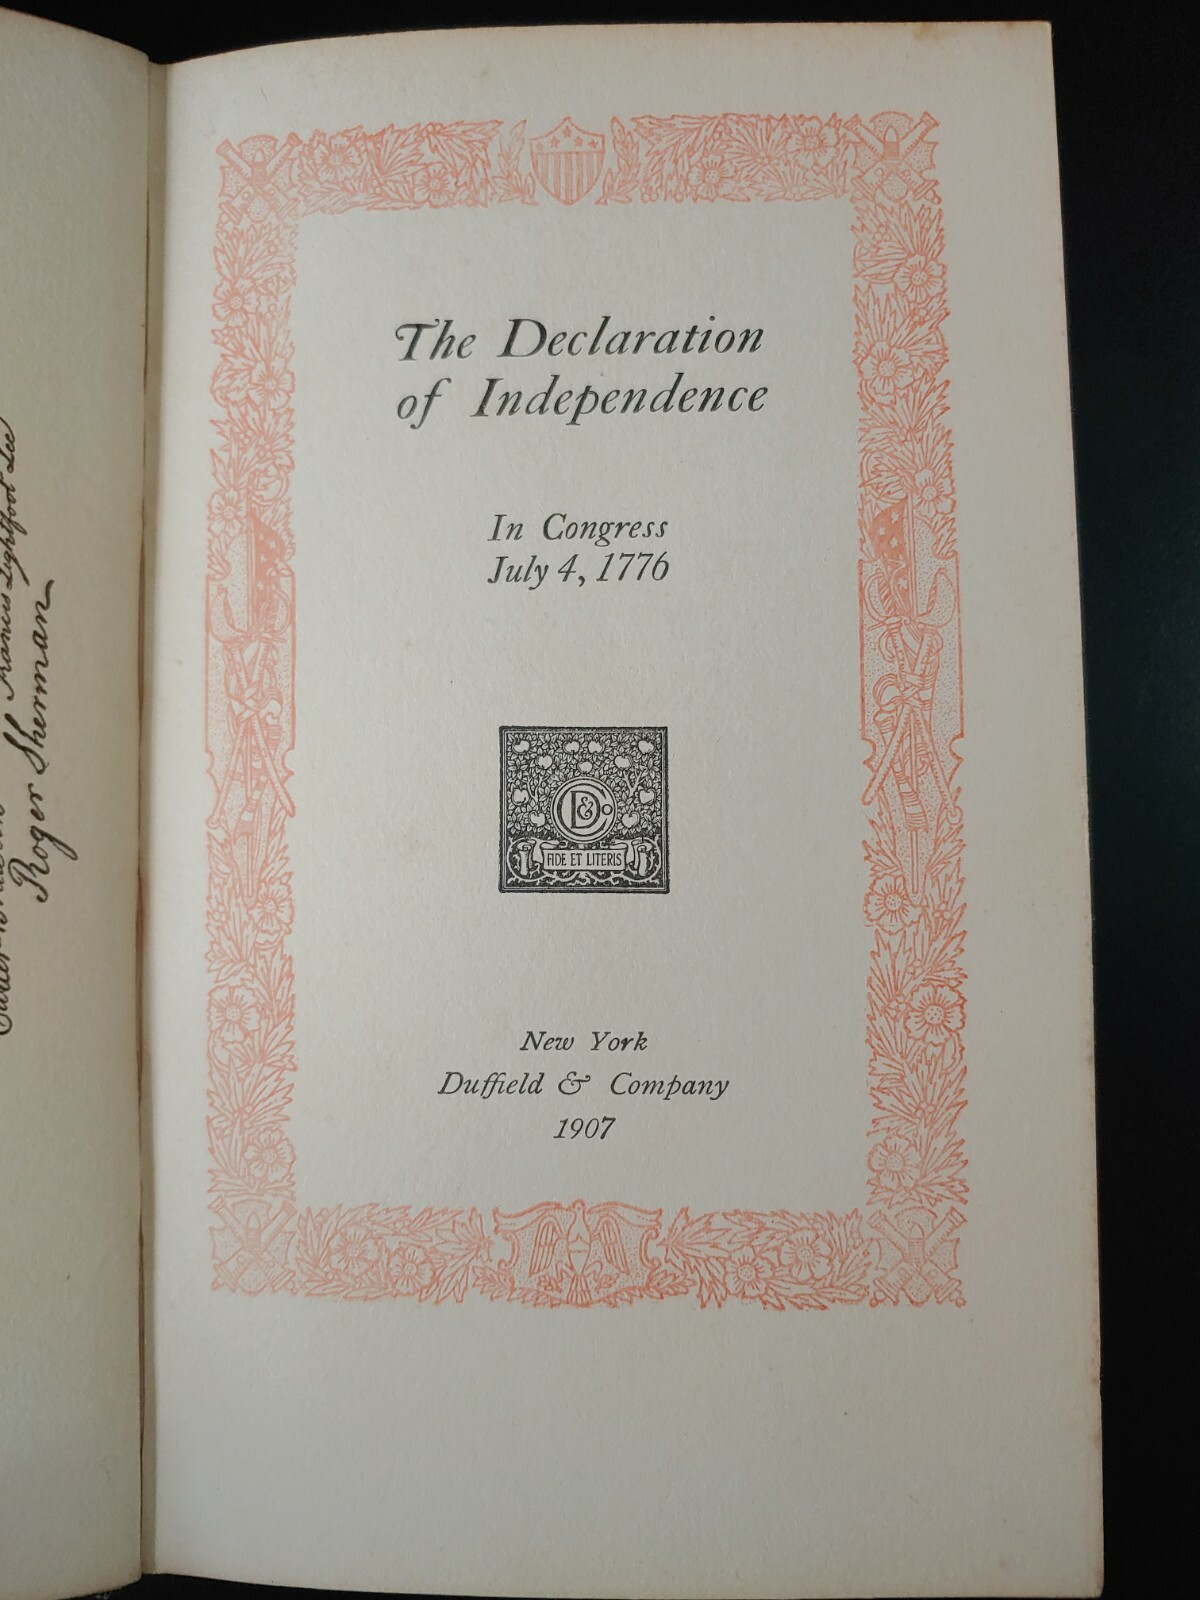 Francis Lightfoot Lee
Roger Sherman
The Declaration
of Independence
In Congress
July 4, 1776
D & Co
FIDE ET LITERIS
New York
Duffield & Company
1907